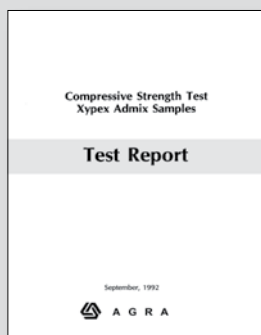 Compressive Strength Test
Xypex Admix Samples
Test Report
September, 1992
AGRA